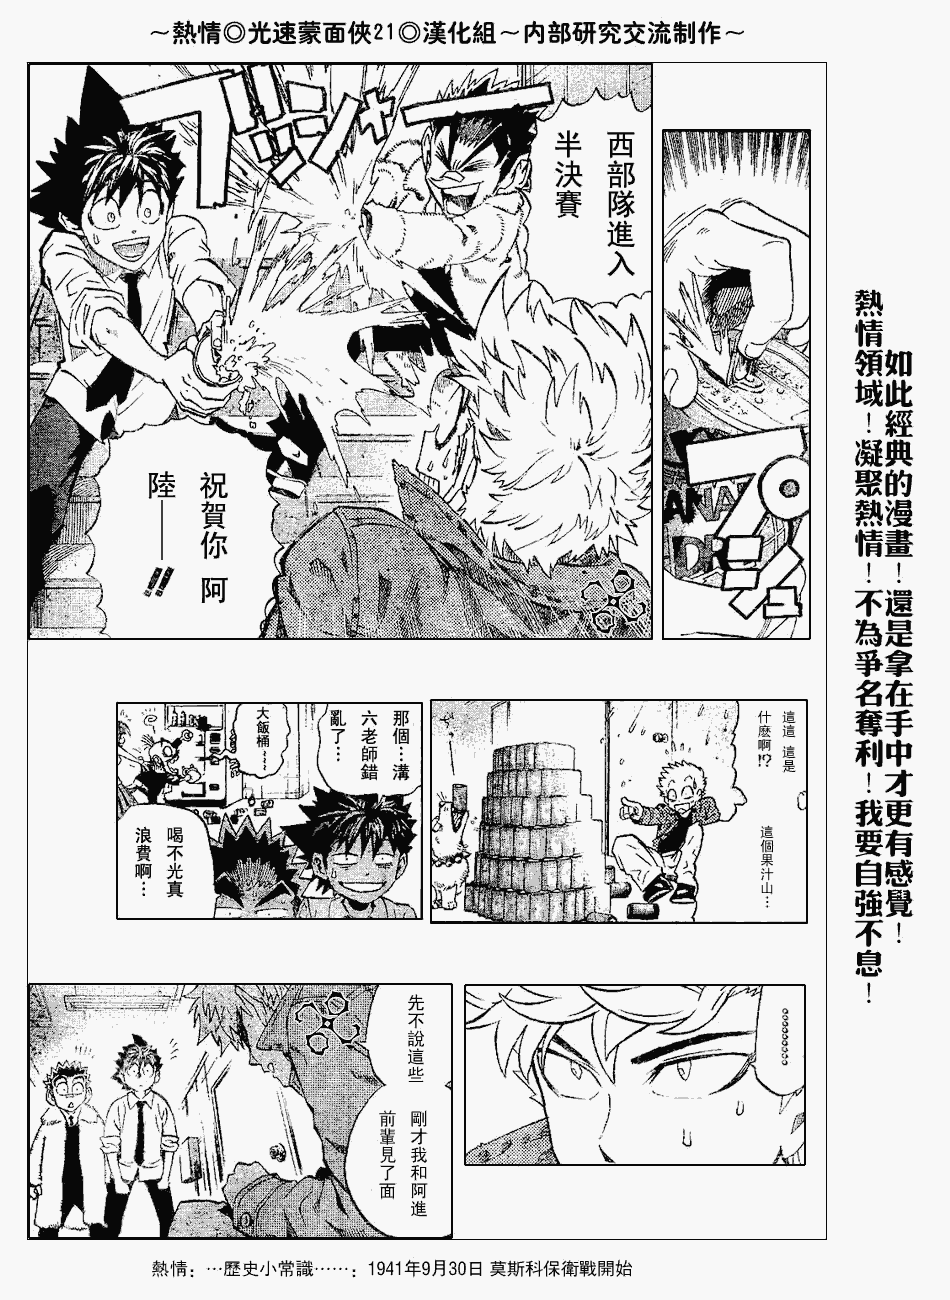 ~熱情◎光速蒙面俠21◎漢化組~内部研究交流制作~
如此經典的漫畫！還是拿在手中才更有感覺！
熱情領域！凝聚熱情！不為爭名奪利！我要自強不息！
プシ
西部隊進入
半決賽
ブシャー
祝賀你 阿
陸——!!
這這 這是
什麼啊!?
這個果汁山…
那個…溝
六老師錯
亂了…
大飯桶~~~~
喝不光真
浪費啊…
………
先不說這些
剛才我和阿進
前輩見了面
熱情：…歷史小常識……：1941年9月30日 莫斯科保衛戰開始